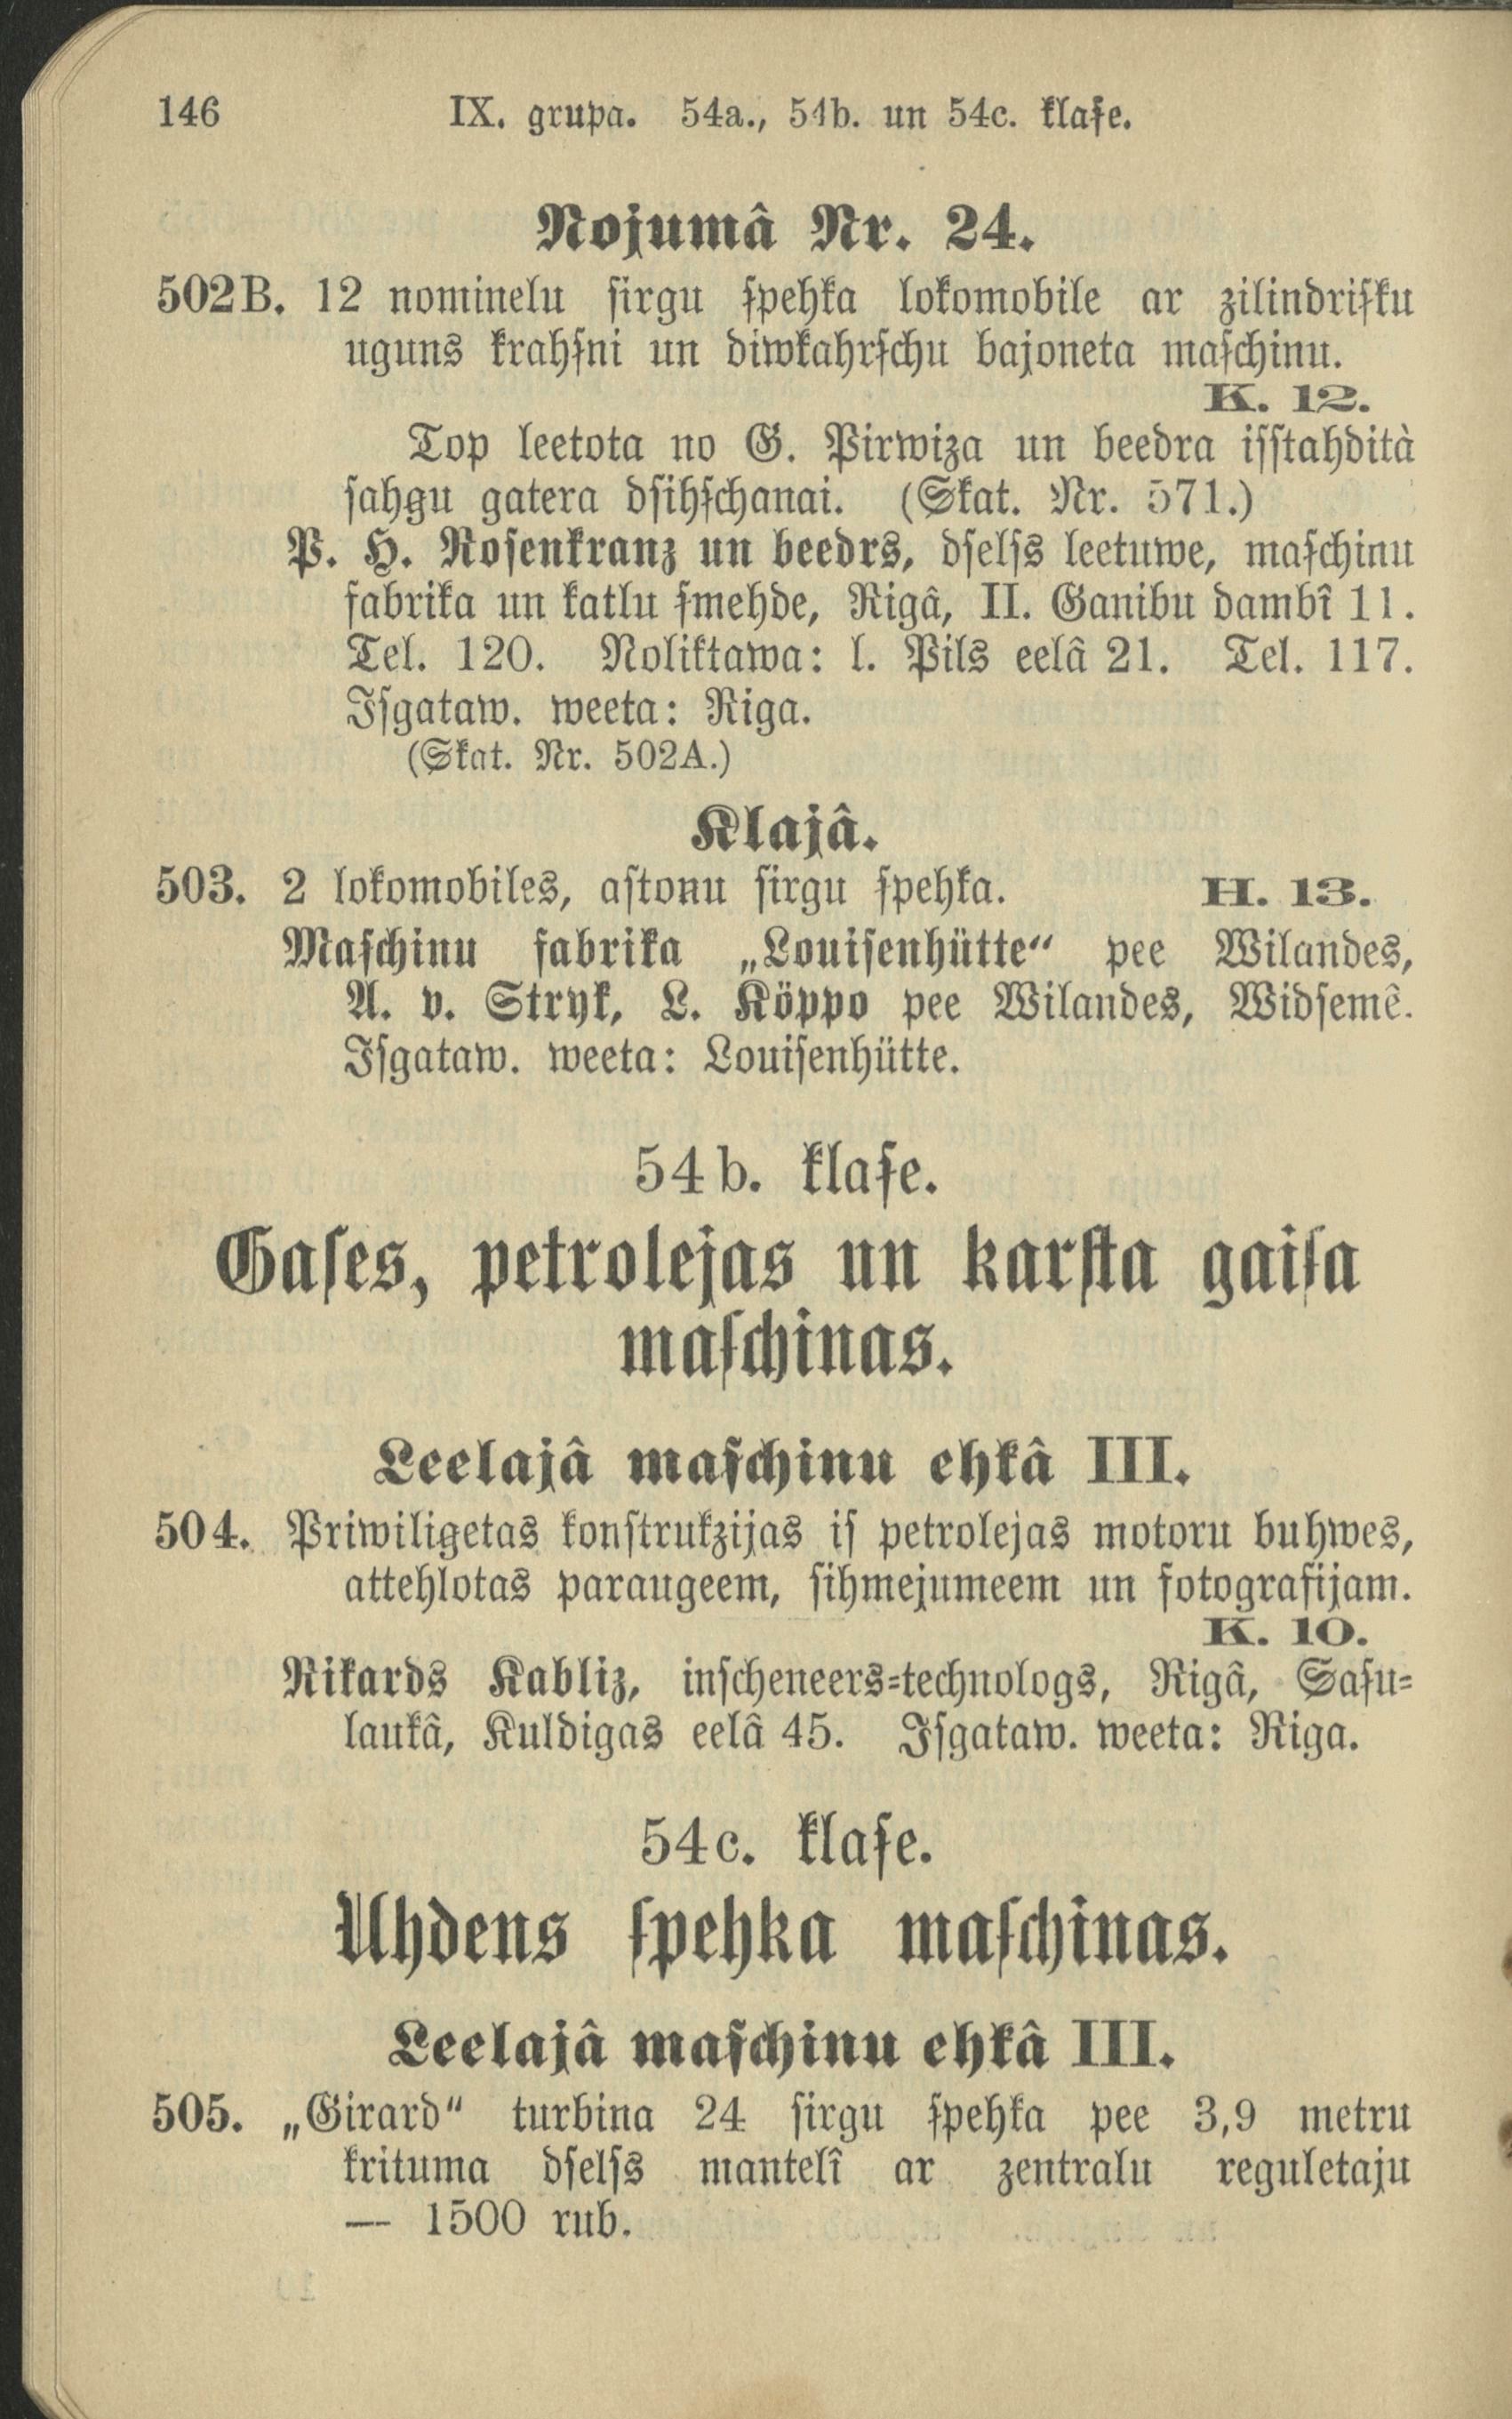 146 IX. grupa. 54a., 54b. un 54c. klaſe.
Nojumâ Nr. 24.
502B. 12 nominelu ſirgu ſpehka lokomobile ar zilindriſku
uguns krahſni un diwkahrſchu bajoneta maſchinu.
K. 12.
Top leetota no G. Pirwiza un beedra iſſtahdità
ſahgu gatera dſihſchanai. (Skat. Nr. 571.)
P. H. Roſenkranz un beedrs, dſelſs leetuwe, maſchinu
fabrika un katlu ſmehde, Rigâ, II. Ganibu dambî 11.
Tel. 120. Noliktawa: l. Pils eelâ 21. Tel. 117.
Iſgataw. weeta: Riga.
(Skat. Nr. 502A.)
Klajâ.
503. 2 lokomobiles, aſtonu ſirgu ſpehka. H. 13.
Maſchinu fabrika „Louiſenhütte“ pee Wilandes,
A. v. Stryk, L. Köppo pee Wilandes, Widſemê.
Iſgataw. weeta: Louiſenhütte.
54b. klaſe.
Gaſes, petrolejas un karſta gaiſa
maſchinas.
Leelajâ maſchinu ehkâ III.
504. Priwiligetas konſtrukzijas iſ petrolejas motoru buhwes,
attehlotas paraugeem, ſihmejumeem un fotografijam.
K. 10.
Rikards Kabliz, inſcheneers-technologs, Rigâ, Saſu-
laukâ, Kuldigas eelâ 45. Iſgataw. weeta: Riga.
54c. klaſe.
Uhdens ſpehka maſchinas.
Leelajâ maſchinu ehkâ III.
505. „Girard“ turbina 24 ſirgu ſpehka pee 3,9 metru
krituma dſelſs mantelî ar zentralu reguletaju
— 1500 rub.